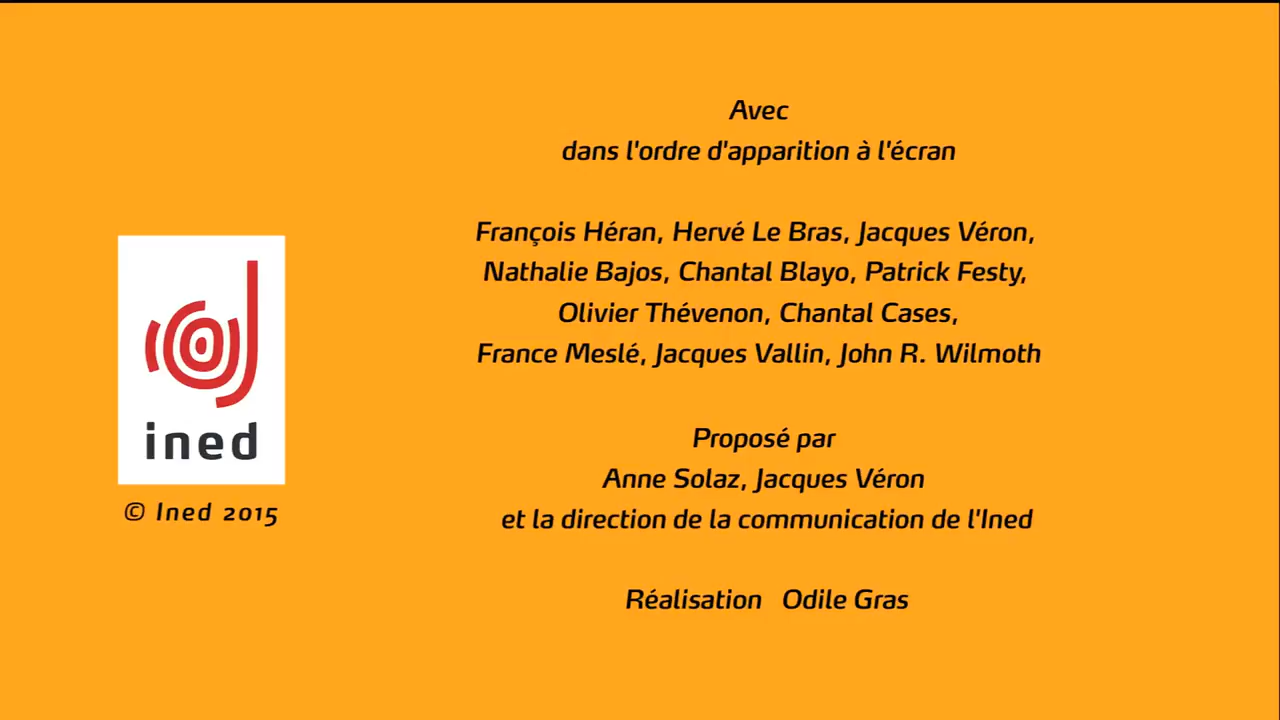 Avec
dans l'ordre d'apparition à l'écran
François Héran, Hervé Le Bras, Jacques Véron,
Nathalie Bajos, Chantal Blayo, Patrick Festy,
Olivier Thévenon, Chantal Cases,
France Meslé, Jacques Vallin, John R. Wilmoth
Proposé par
Anne Solaz, Jacques Véron
et la direction de la communication de l'Ined
Réalisation Odile Gras
ined
© Ined 2015